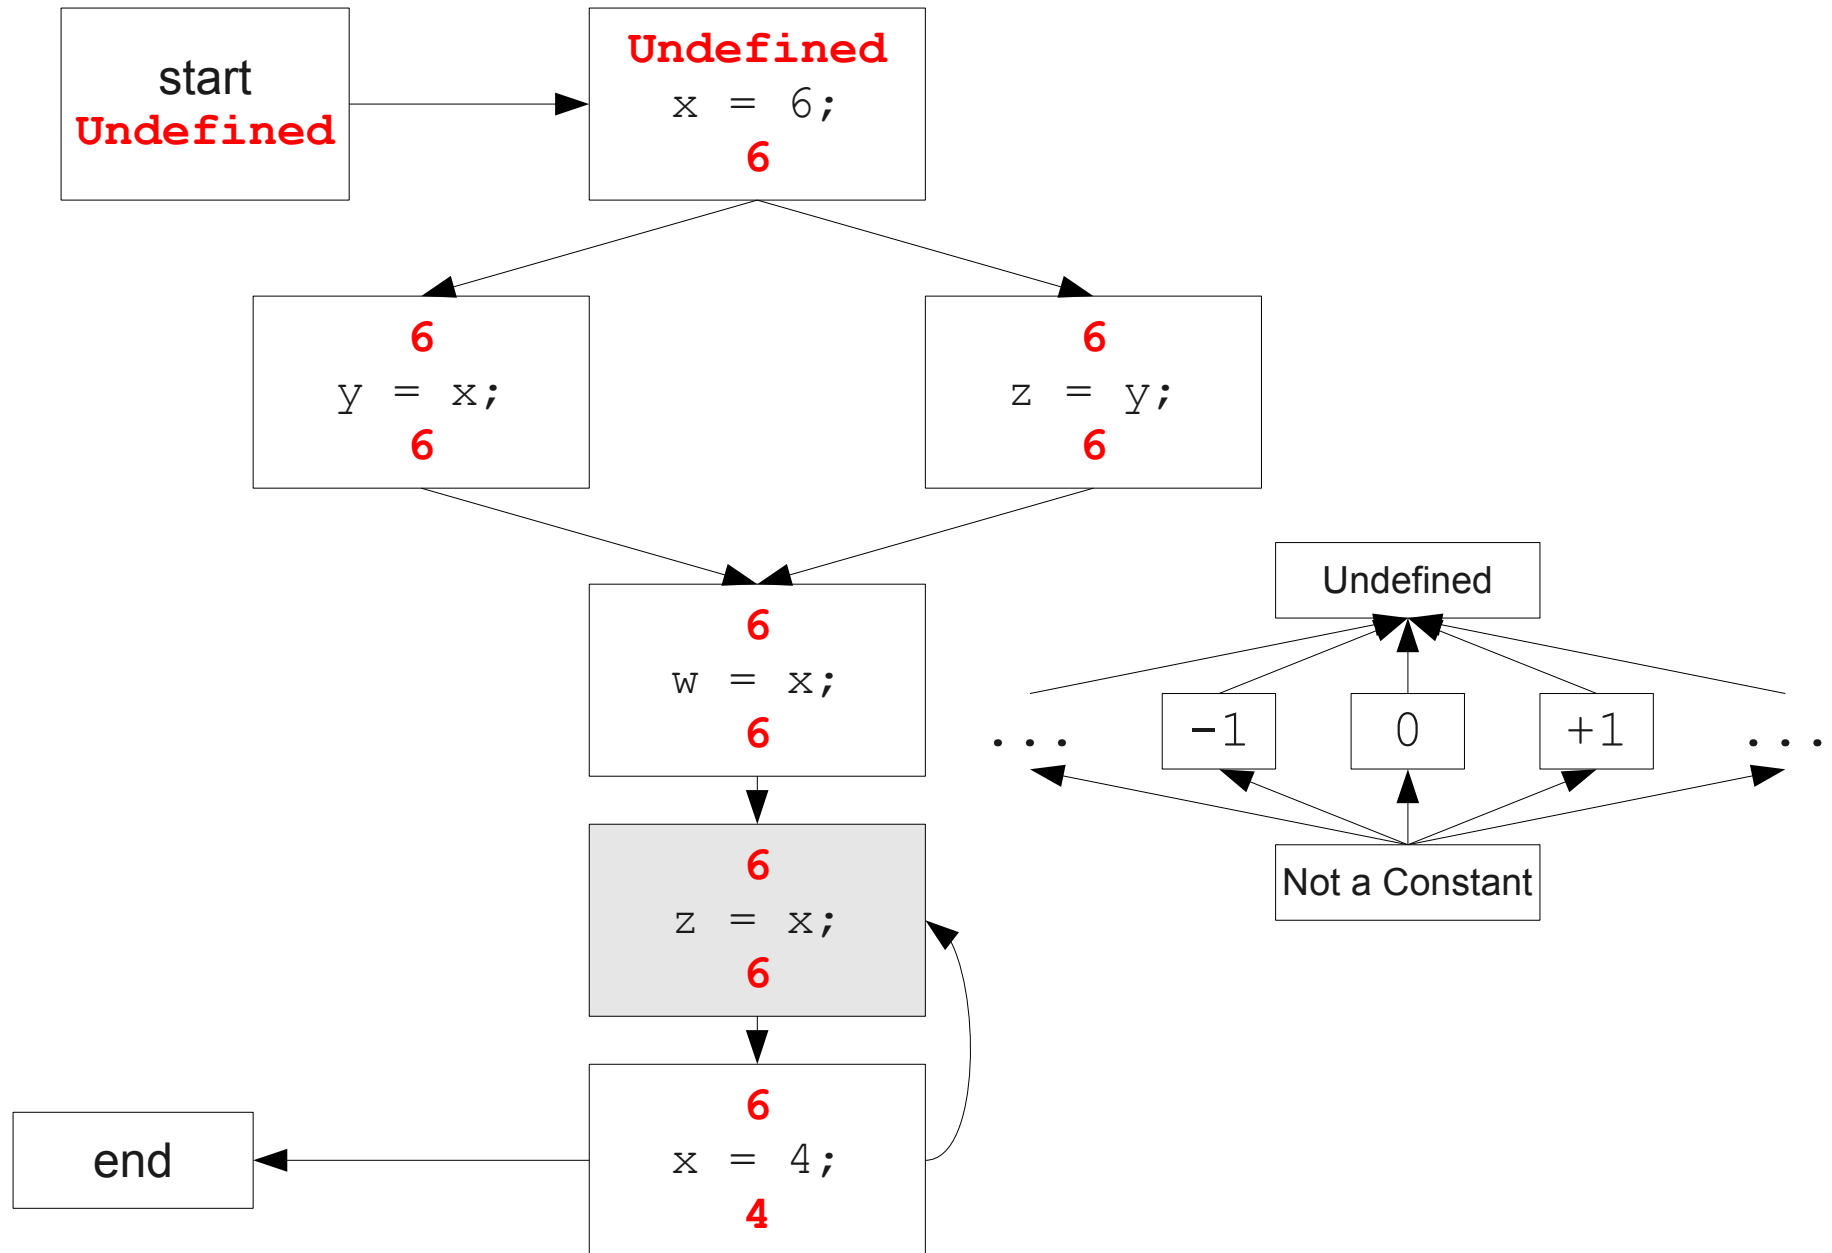 start
Undefined
Undefined
x = 6;
6
6
y = x;
6
6
z = y;
6
6
w = x;
6
Undefined
... -1 0 +1 ...
Not a Constant
6
z = x;
6
6
x = 4;
4
end